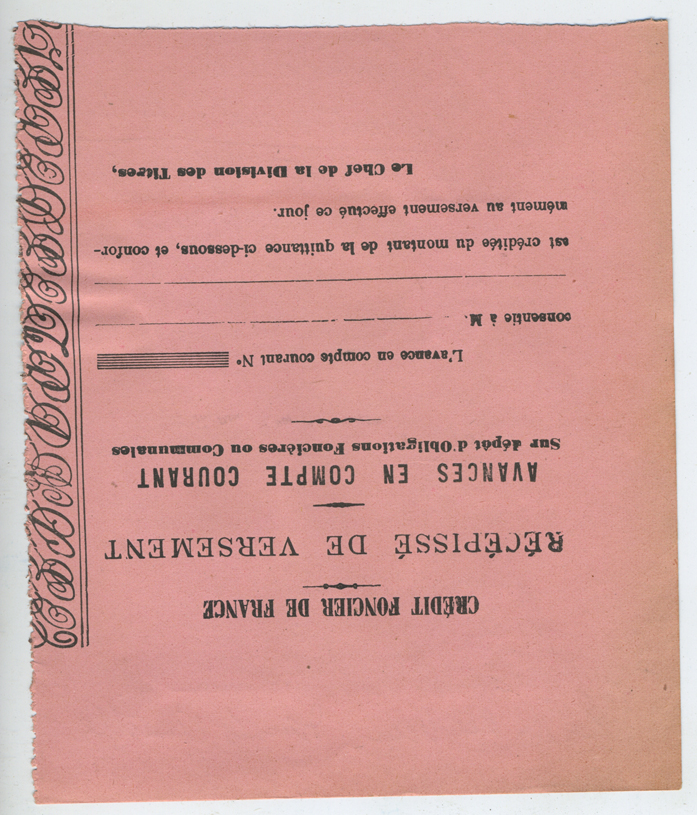 CRÉDIT FONCIER DE FRANCE
RÉCÉPISSÉ DE VERSEMENT
AVANCES EN COMPTE COURANT
Sur dépôt d'Obligations Foncières ou Communales
L'avance en compte courant N°
consentie à M.
est créditée du montant de la quittance ci-dessous, et confor-
mément au versement effectué ce jour.
Le Chef de la Division des Titres,